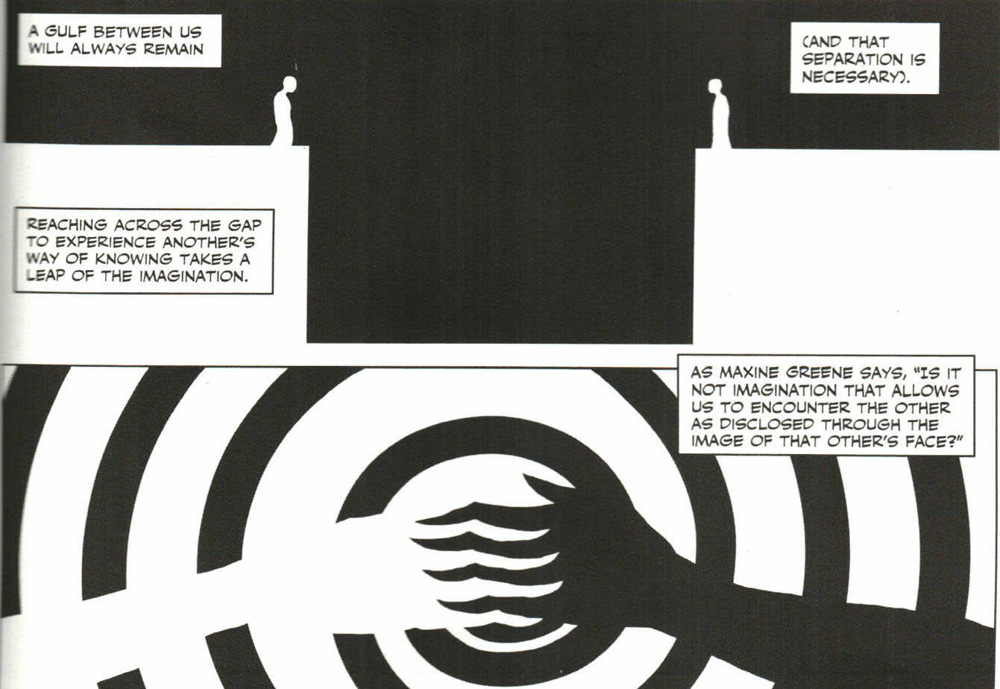 A GULF BETWEEN US
WILL ALWAYS REMAIN
(AND THAT
SEPARATION IS
NECESSARY).
REACHING ACROSS THE GAP
TO EXPERIENCE ANOTHER'S
WAY OF KNOWING TAKES A
LEAP OF THE IMAGINATION.
AS MAXINE GREENE SAYS, "IS IT
NOT IMAGINATION THAT ALLOWS
US TO ENCOUNTER THE OTHER
AS DISCLOSED THROUGH THE
IMAGE OF THAT OTHER'S FACE?"